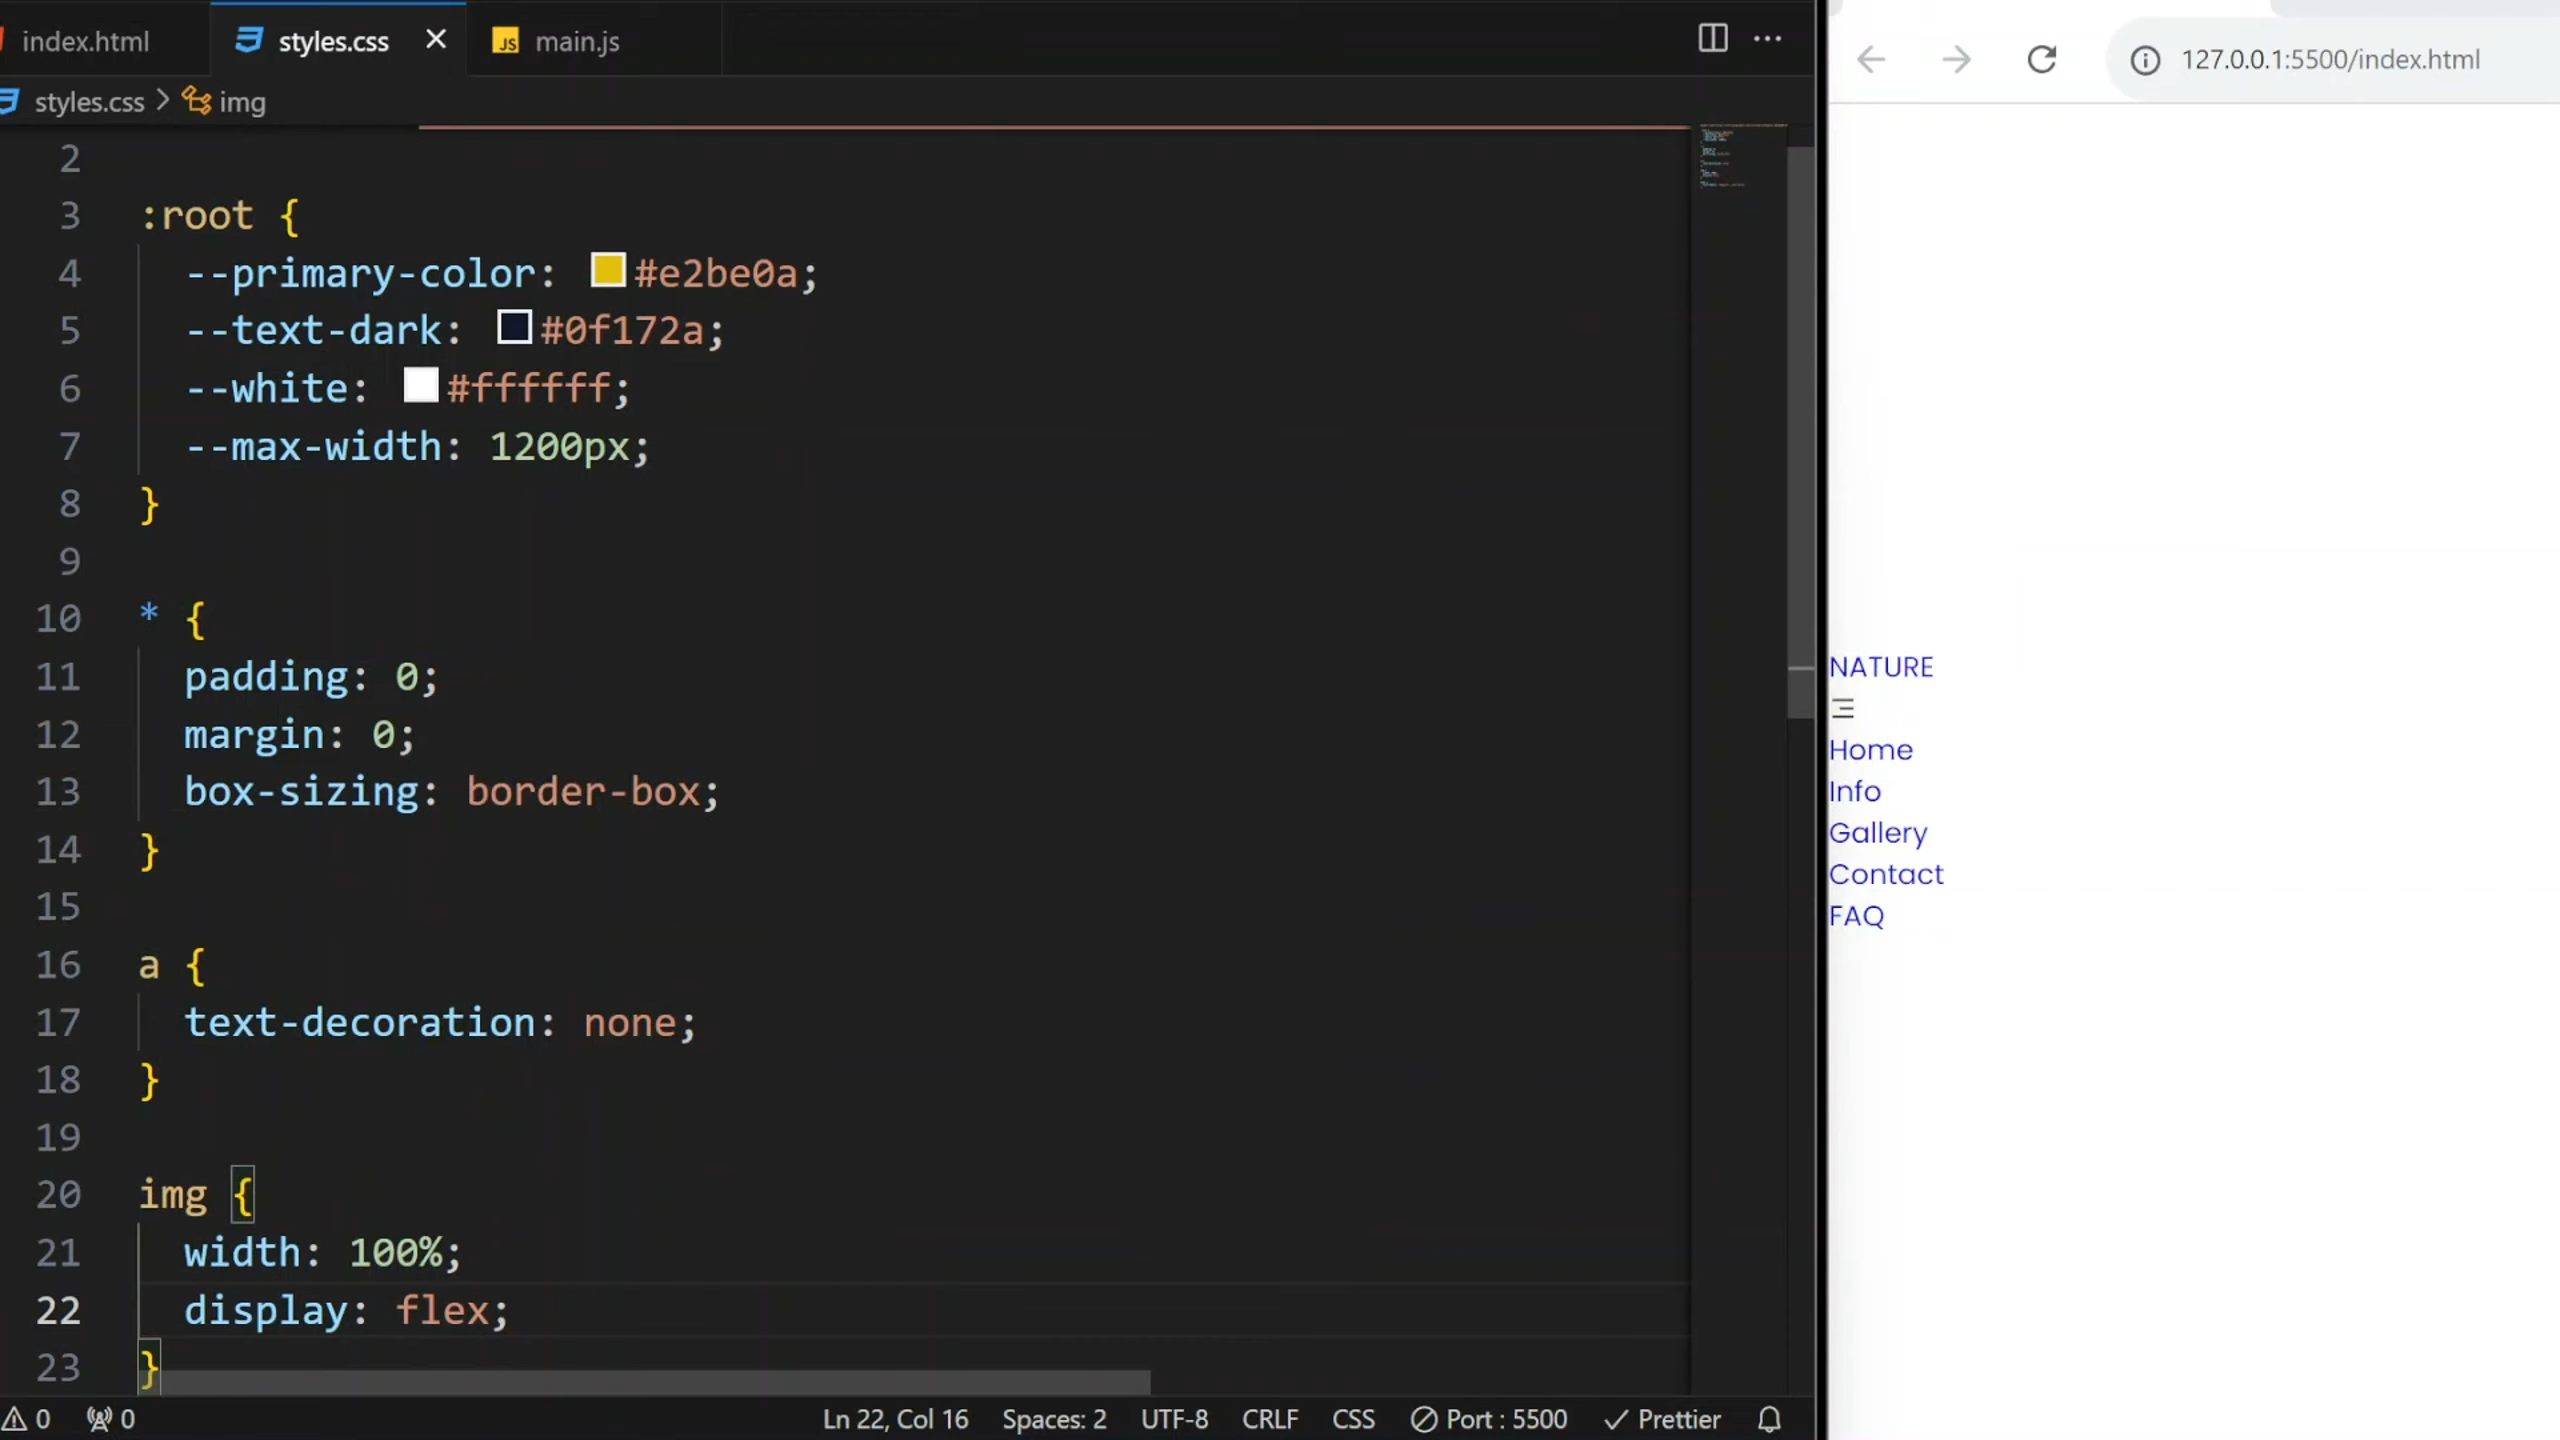 index.html styles.css JS main.js
styles.css > img
2
3 :root {
4 --primary-color: #e2be0a;
5 --text-dark: #0f172a;
6 --white: #ffffff;
7 --max-width: 1200px;
8 }
9
10 * {
11 padding: 0;
12 margin: 0;
13 box-sizing: border-box;
14 }
15
16 a {
17 text-decoration: none;
18 }
19
20 img {
21 width: 100%;
22 display: flex;
23 }
0 0 Ln 22, Col 16 Spaces: 2 UTF-8 CRLF CSS Port : 5500 Prettier
127.0.0.1:5500/index.html
NATURE
Home
Info
Gallery
Contact
FAQ